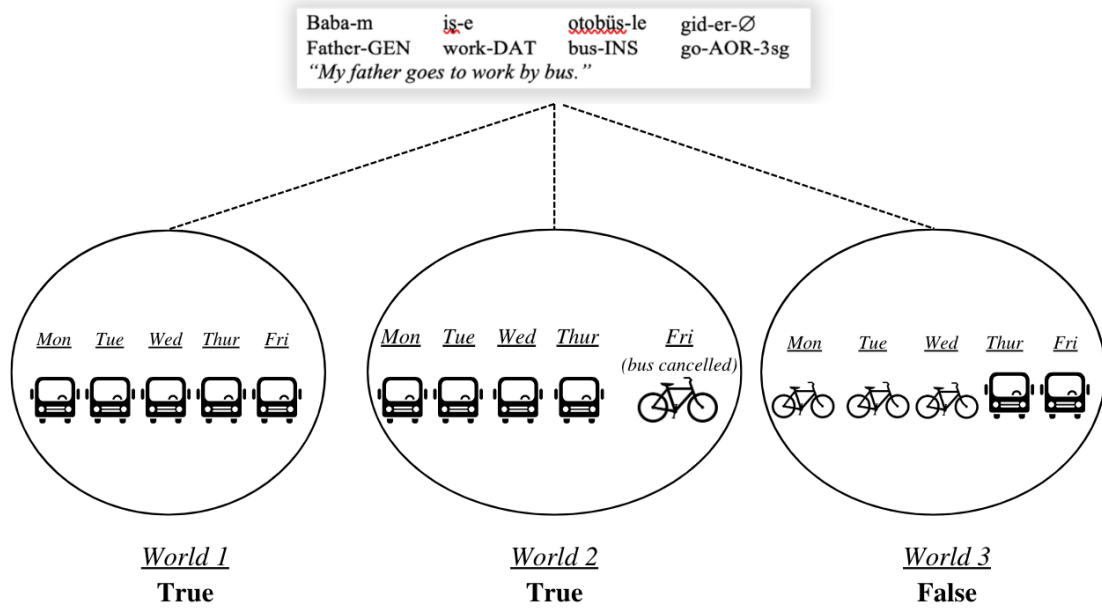 Baba-m iş-e otobüs-le gid-er-∅
Father-GEN work-DAT bus-INS go-AOR-3sg
“My father goes to work by bus.”
Mon Tue Wed Thur Fri
Mon Tue Wed Thur Fri
(bus cancelled)
Mon Tue Wed Thur Fri
World 1
True
World 2
True
World 3
False